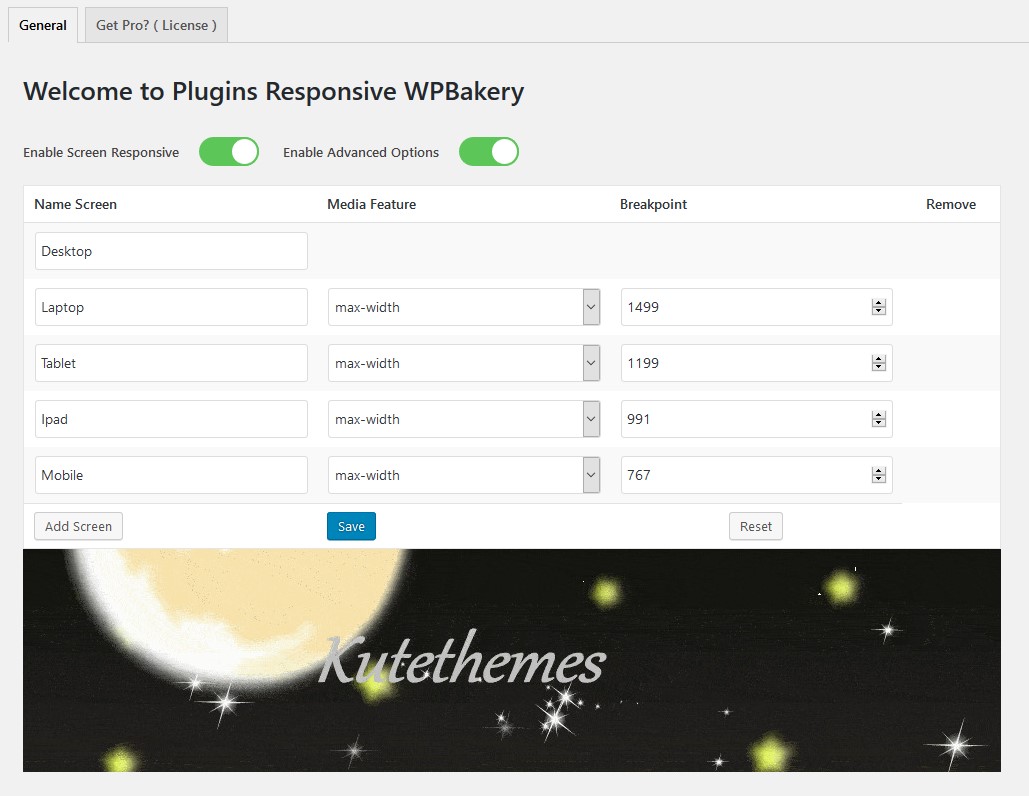 General Get Pro? ( License )
Welcome to Plugins Responsive WPBakery
Enable Screen Responsive Enable Advanced Options
Name Screen Media Feature Breakpoint Remove
Desktop
Laptop max-width 1499
Tablet max-width 1199
Ipad max-width 991
Mobile max-width 767
Add Screen Save Reset
Kutethemes